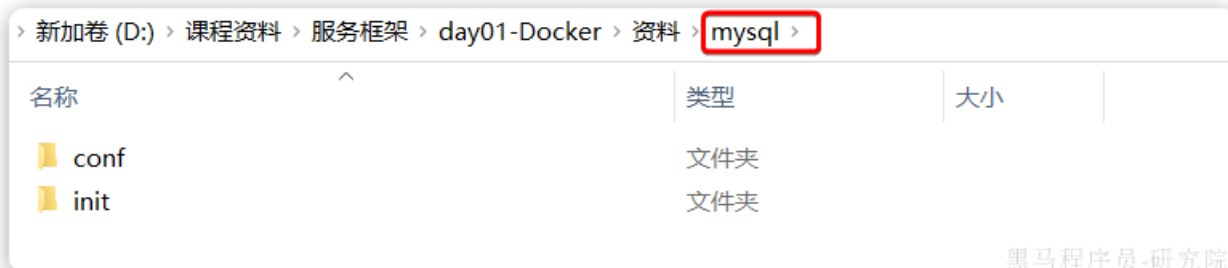 新加卷 (D:) › 课程资料 › 服务框架 › day01-Docker › 资料 › mysql ›
名称 类型 大小
conf 文件夹
init 文件夹
黑马程序员-研究院